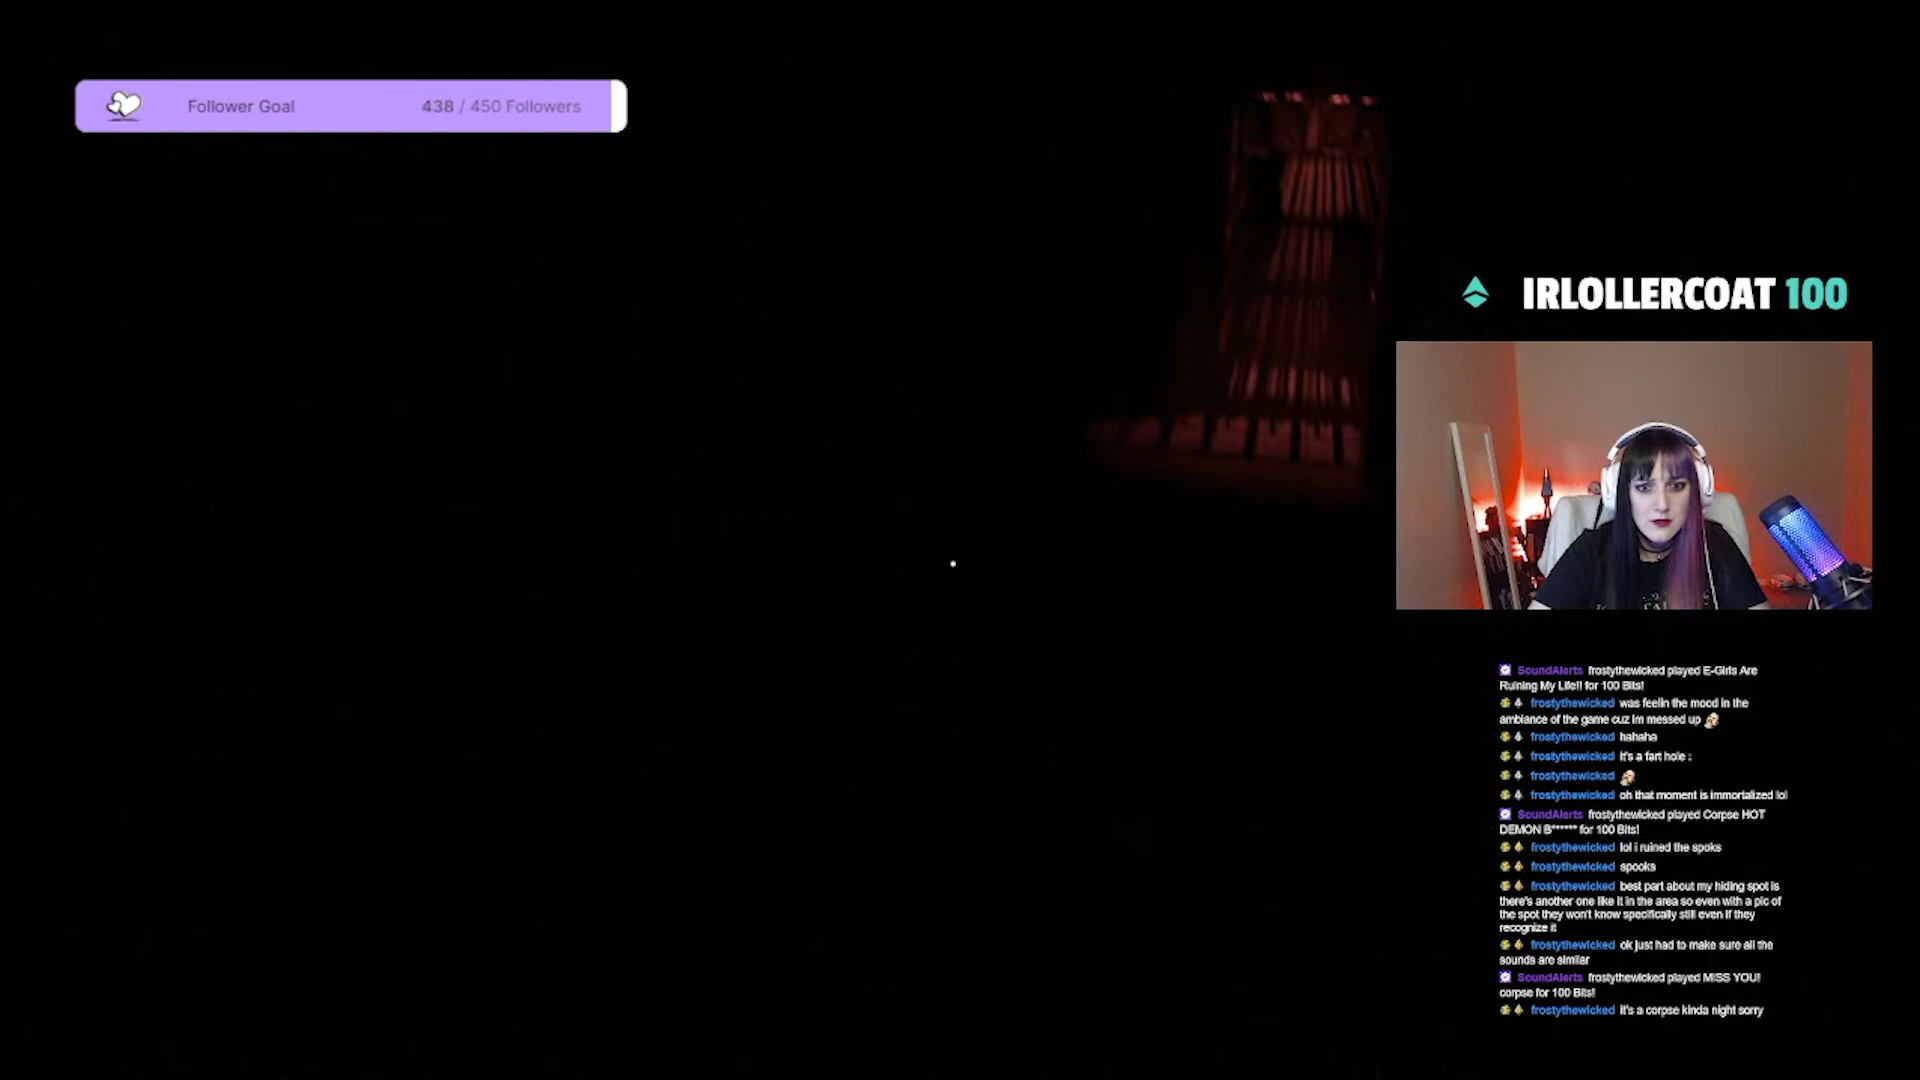 Follower Goal 438 / 450 Followers
IRLOLLERCOAT 100
SoundAlerts frostythewicked played E-Girls Are
Ruining My Life!! for 100 Bits!
frostythewicked was feelin the mood in the
ambiance of the game cuz im messed up
frostythewicked hahaha
frostythewicked it's a fart hole :
frostythewicked
frostythewicked oh that moment is immortalized lol
SoundAlerts frostythewicked played Corpse HOT
DEMON B****** for 100 Bits!
frostythewicked lol i ruined the spoks
frostythewicked spooks
frostythewicked best part about my hiding spot is
there's another one like it in the area so even with a pic of
the spot they won't know specifically still even if they
recognize it
frostythewicked ok just had to make sure all the
sounds are similar
SoundAlerts frostythewicked played MISS YOU!
corpse for 100 Bits!
frostythewicked it's a corpse kinda night sorry